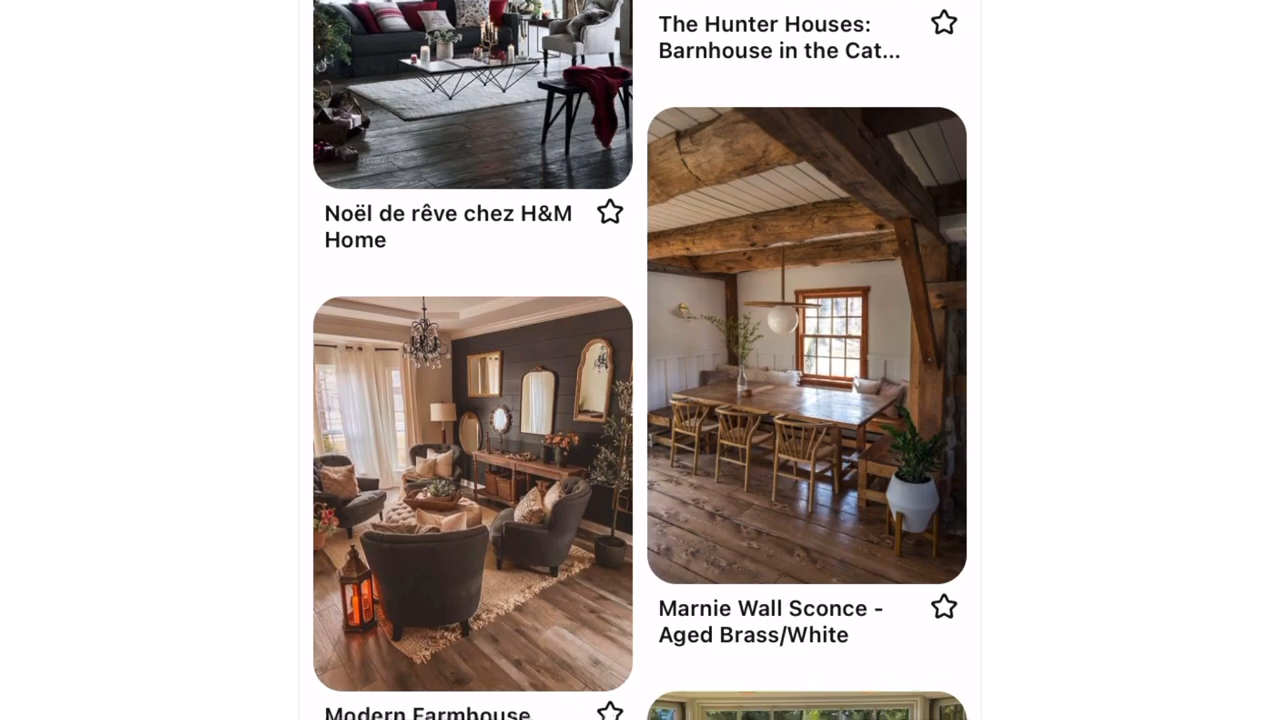 The Hunter Houses:
Barnhouse in the Cat...
Noël de rêve chez H&M
Home
Marnie Wall Sconce -
Aged Brass/White
Modern Farmhouse